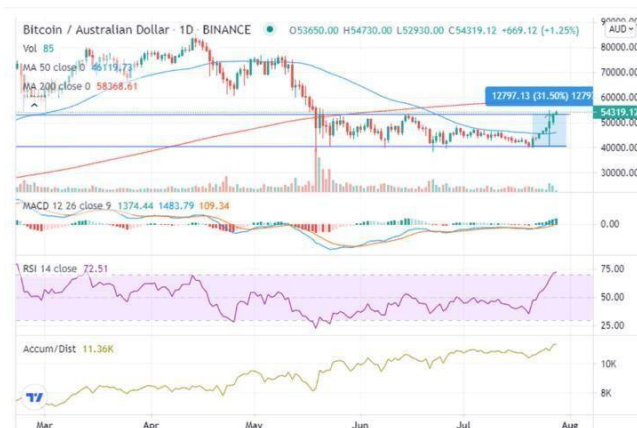 Bitcoin / Australian Dollar · 1D · BINANCE
O53650.00 H54730.00 L52930.00 C54319.12 +669.12 (+1.25%)
AUD
90000.00
Vol 85
80000.00
MA 50 close 0 46119.73
70000.00
MA 200 close 0 58368.61
60000.00
12797.13 (31.50%) 1279
54319.12
50000.00
40000.00
30000.00
MACD 12 26 close 9 1374.44 1483.79 109.34
0.00
RSI 14 close 72.51
75.00
50.00
25.00
Accum/Dist 11.36K
10K
8K
Mar Apr May Jun Jul Aug